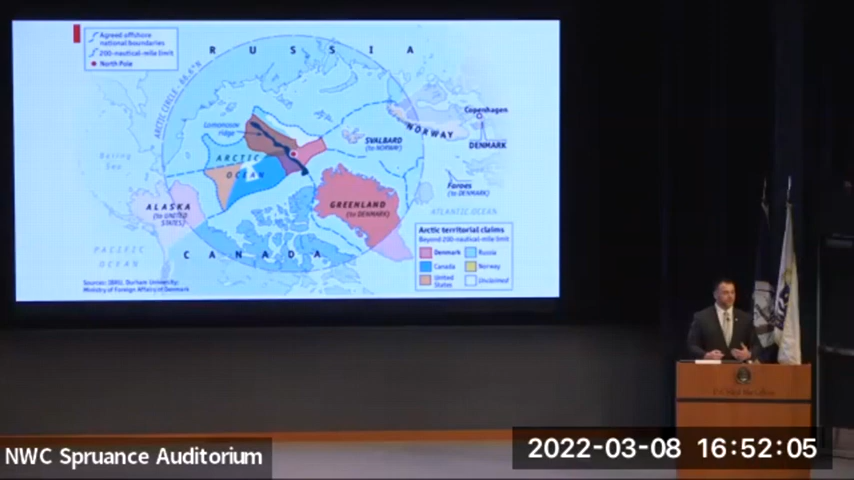 Agreed offshore
national boundaries
200-nautical-mile limit
North Pole
RUSSIA
ARCTIC CIRCLE
Lomonosov
ridge
ARCTIC
OCEAN
Bering
Sea
ALASKA
(to UNITED
STATES)
PACIFIC
OCEAN
CANADA
GREENLAND
(to DENMARK)
SVALBARD
(to NORWAY)
NORWAY
Copenhagen
DENMARK
Faroes
(to DENMARK)
ATLANTIC OCEAN
Arctic territorial claims
Beyond 200-nautical-mile limit
Denmark
Russia
Canada
Norway
United
States
Unclaimed
Sources: IBRU, Durham University;
Ministry of Foreign Affairs of Denmark
NWC Spruance Auditorium
2022-03-08 16:52:05